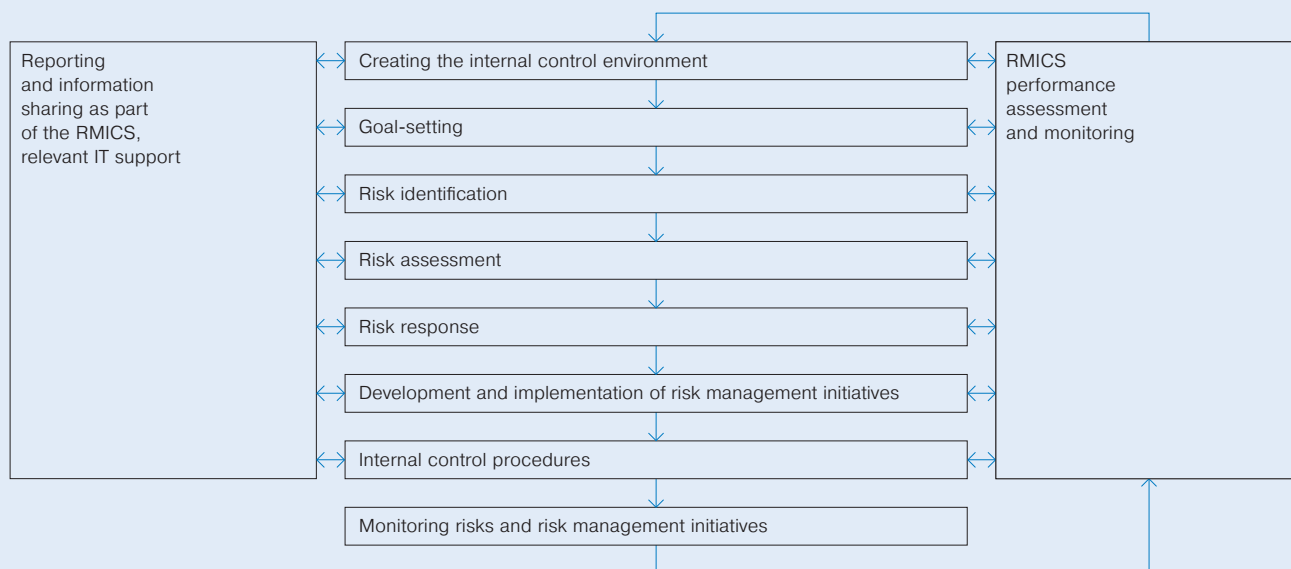 Reporting
and information
sharing as part
of the RMICS,
relevant IT support
Creating the internal control environment
Goal-setting
Risk identification
Risk assessment
Risk response
Development and implementation of risk management initiatives
Internal control procedures
Monitoring risks and risk management initiatives
RMICS
performance
assessment
and monitoring